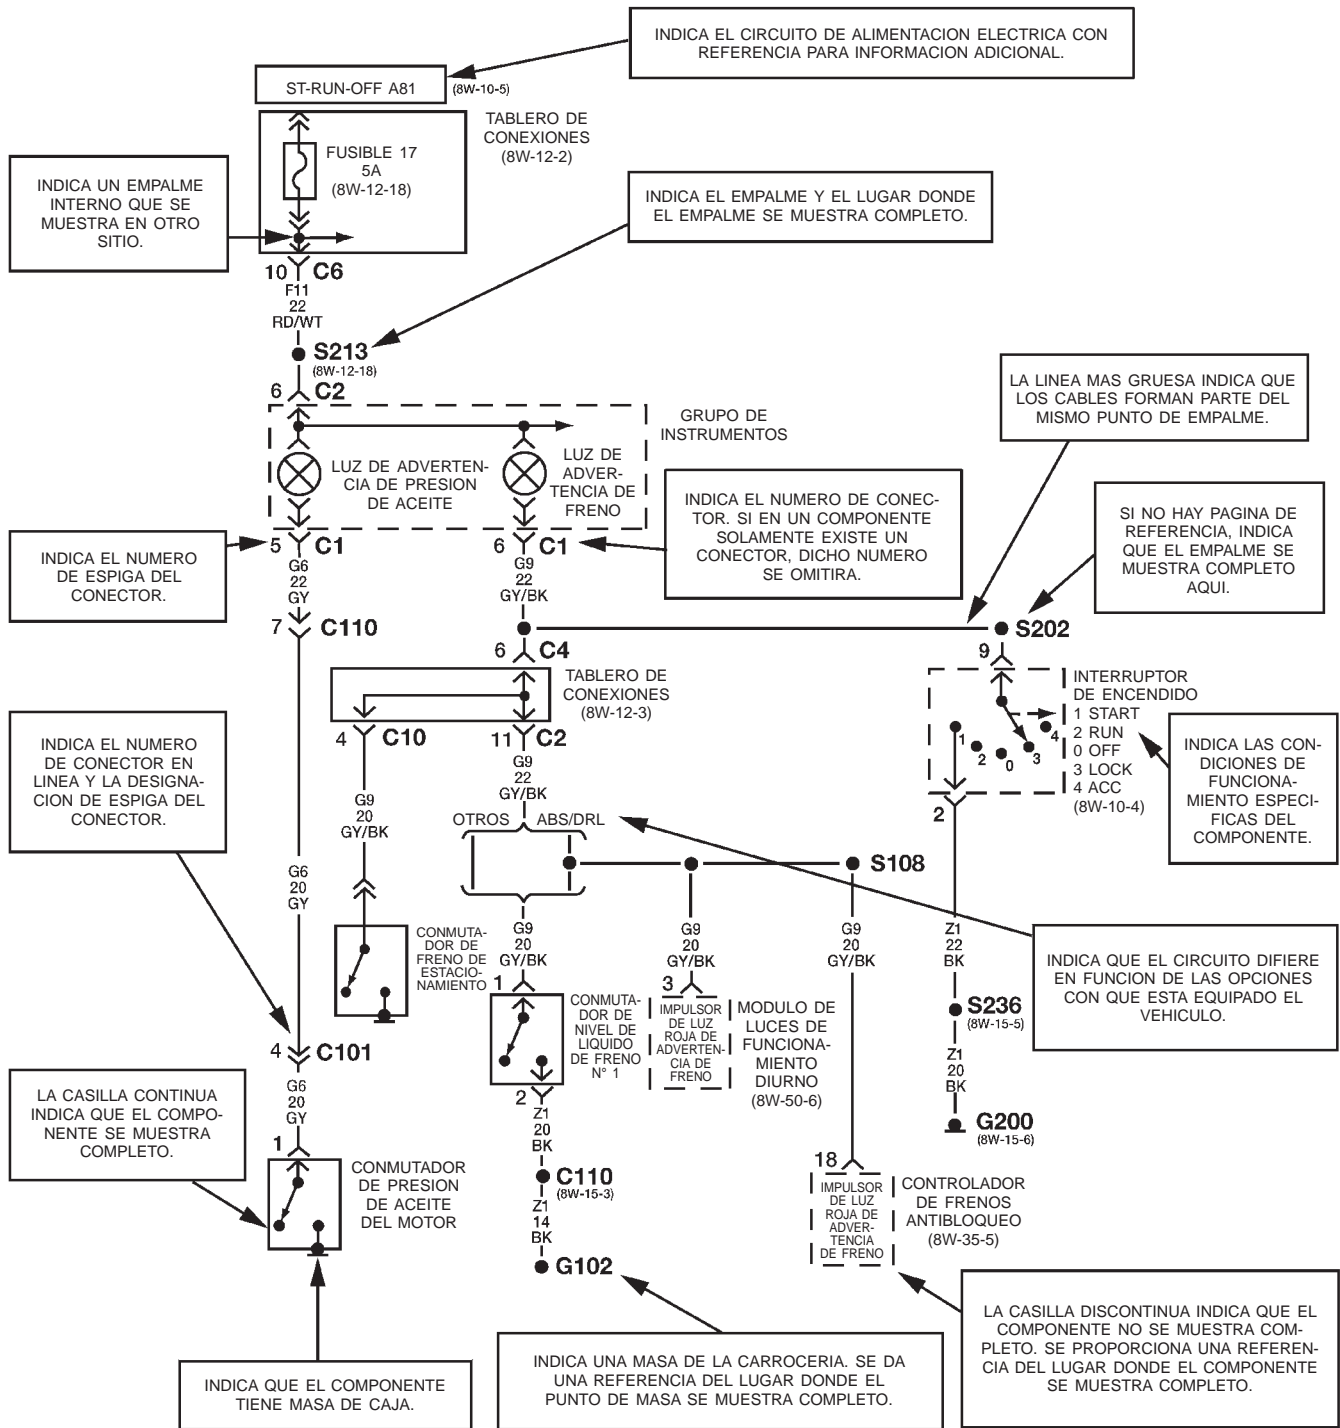 INDICA EL CIRCUITO DE ALIMENTACION ELECTRICA CON
REFERENCIA PARA INFORMACION ADICIONAL.
ST-RUN-OFF A81
(8W-10-5)
TABLERO DE
CONEXIONES
(8W-12-2)
FUSIBLE 17
5A
(8W-12-18)
INDICA UN EMPALME
INTERNO QUE SE
MUESTRA EN OTRO
SITIO.
INDICA EL EMPALME Y EL LUGAR DONDE
EL EMPALME SE MUESTRA COMPLETO.
10 C6
F11
22
RD/WT
S213
(8W-12-18)
6 C2
LA LINEA MAS GRUESA INDICA QUE
LOS CABLES FORMAN PARTE DEL
MISMO PUNTO DE EMPALME.
GRUPO DE
INSTRUMENTOS
LUZ DE ADVERTEN-
CIA DE PRESION
DE ACEITE
LUZ DE
ADVER-
TENCIA DE
FRENO
INDICA EL NUMERO DE CONEC-
TOR. SI EN UN COMPONENTE
SOLAMENTE EXISTE UN
CONECTOR, DICHO NUMERO
SE OMITIRA.
SI NO HAY PAGINA DE
REFERENCIA, INDICA
QUE EL EMPALME SE
MUESTRA COMPLETO
AQUI.
INDICA EL NUMERO
DE ESPIGA DEL
CONECTOR.
5 C1
6 C1
G6
22
GY
G9
22
GY/BK
7 C110
S202
6 C4
9
TABLERO DE
CONEXIONES
(8W-12-3)
INTERRUPTOR
DE ENCENDIDO
1 START
2 RUN
0 OFF
3 LOCK
4 ACC
(8W-10-4)
1
2
0
3
4
INDICA LAS CON-
DICIONES DE
FUNCIONA-
MIENTO ESPECI-
FICAS DEL
COMPONENTE.
INDICA EL NUMERO
DE CONECTOR EN
LINEA Y LA DESIGNA-
CION DE ESPIGA DEL
CONECTOR.
4 C10
11 C2
2
G9
22
GY/BK
G9
20
GY/BK
OTROS ABS/DRL
S108
G6
20
GY
G9
20
GY/BK
G9
20
GY/BK
G9
20
GY/BK
Z1
22
BK
INDICA QUE EL CIRCUITO DIFIERE
EN FUNCION DE LAS OPCIONES
CON QUE ESTA EQUIPADO EL
VEHICULO.
CONMUTA-
DOR DE
FRENO DE
ESTACIO-
NAMIENTO
1
CONMUTA-
DOR DE
NIVEL DE
LIQUIDO
DE FRENO
N° 1
3
IMPULSOR
DE LUZ
ROJA DE
ADVERTEN-
CIA DE
FRENO
MODULO DE
LUCES DE
FUNCIONA-
MIENTO
DIURNO
(8W-50-6)
S236
(8W-15-5)
Z1
20
BK
G200
(8W-15-6)
4 C101
G6
20
GY
1
LA CASILLA CONTINUA
INDICA QUE EL COMPO-
NENTE SE MUESTRA
COMPLETO.
2
Z1
20
BK
C110
(8W-15-3)
Z1
14
BK
G102
CONMUTADOR
DE PRESION
DE ACEITE
DEL MOTOR
18
IMPULSOR
DE LUZ
ROJA DE
ADVER-
TENCIA
DE FRENO
CONTROLADOR
DE FRENOS
ANTIBLOQUEO
(8W-35-5)
INDICA QUE EL COMPONENTE
TIENE MASA DE CAJA.
INDICA UNA MASA DE LA CARROCERIA. SE DA
UNA REFERENCIA DEL LUGAR DONDE EL
PUNTO DE MASA SE MUESTRA COMPLETO.
LA CASILLA DISCONTINUA INDICA QUE EL
COMPONENTE NO SE MUESTRA COM-
PLETO. SE PROPORCIONA UNA REFEREN-
CIA DEL LUGAR DONDE EL COMPONENTE
SE MUESTRA COMPLETO.